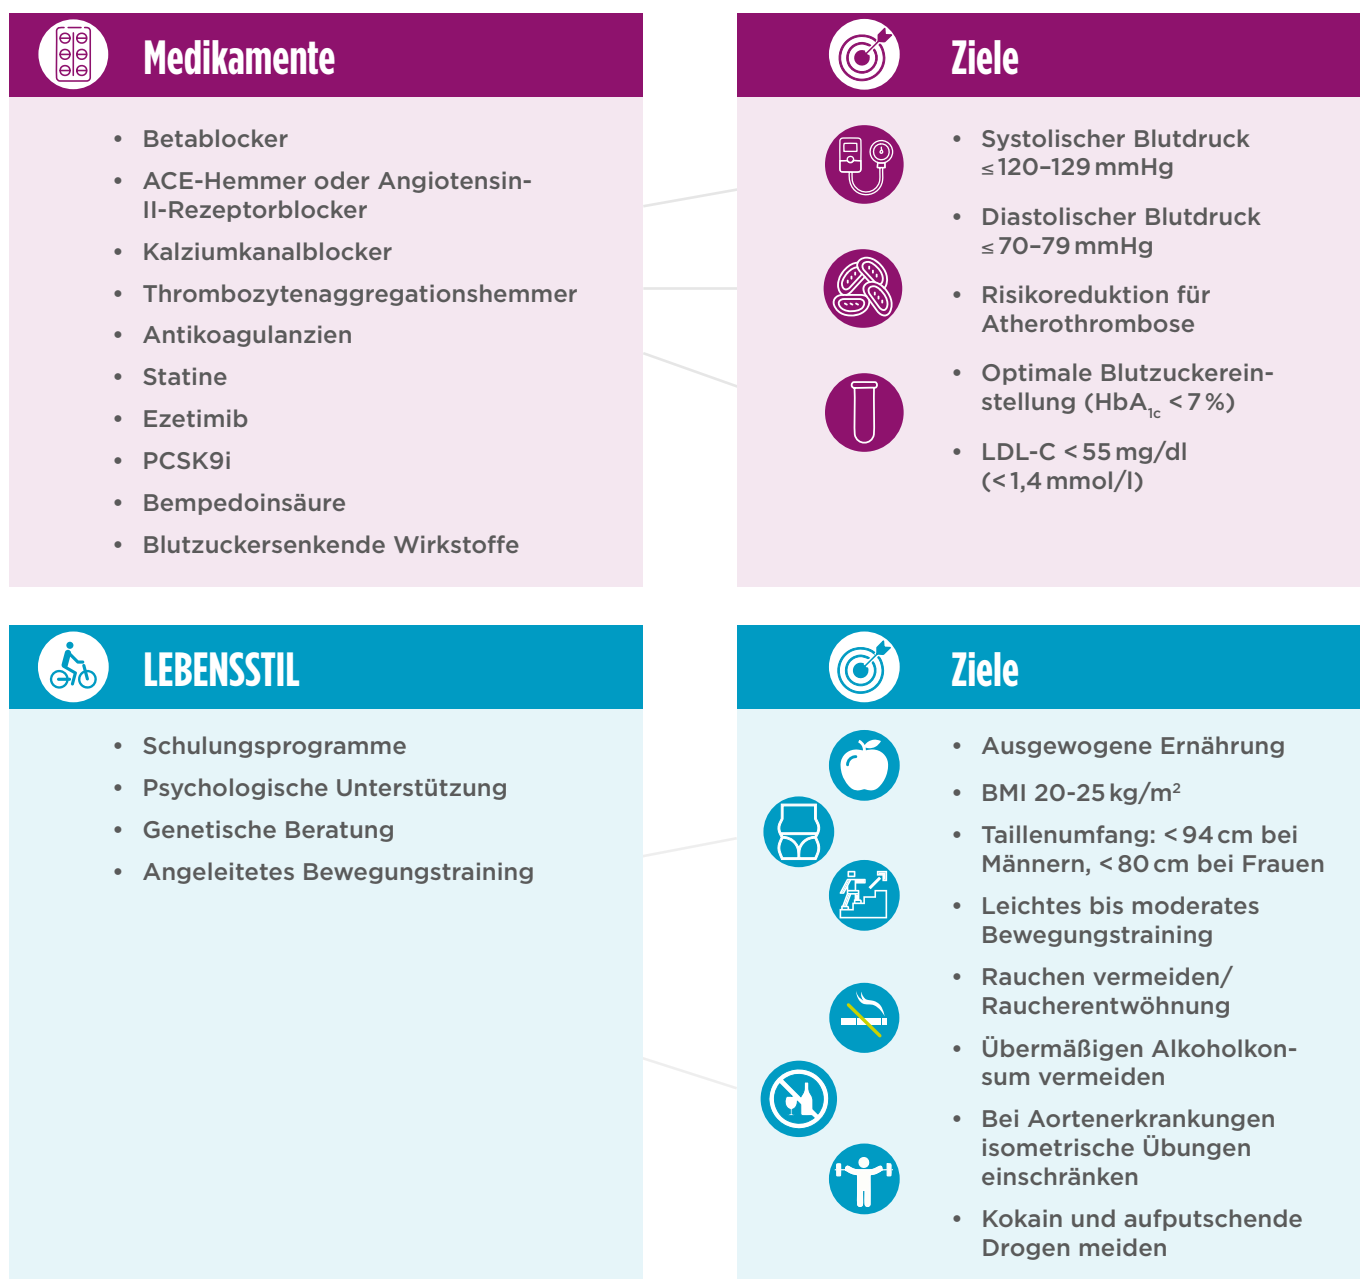 Medikamente
• Betablocker
• ACE-Hemmer oder Angiotensin-
II-Rezeptorblocker
• Kalziumkanalblocker
• Thrombozytenaggregationshemmer
• Antikoagulanzien
• Statine
• Ezetimib
• PCSK9i
• Bempedoinsäure
• Blutzuckersenkende Wirkstoffe
Ziele
• Systolischer Blutdruck
≤ 120–129 mmHg
• Diastolischer Blutdruck
≤ 70–79 mmHg
• Risikoreduktion für
Atherothrombose
• Optimale Blutzuckerein-
stellung (HbA1c < 7 %)
• LDL-C < 55 mg/dl
(< 1,4 mmol/l)
LEBENSSTIL
• Schulungsprogramme
• Psychologische Unterstützung
• Genetische Beratung
• Angeleitetes Bewegungstraining
Ziele
• Ausgewogene Ernährung
• BMI 20-25 kg/m²
• Taillenumfang: < 94 cm bei
Männern, < 80 cm bei Frauen
• Leichtes bis moderates
Bewegungstraining
• Rauchen vermeiden/
Raucherentwöhnung
• Übermäßigen Alkoholkon-
sum vermeiden
• Bei Aortenerkrankungen
isometrische Übungen
einschränken
• Kokain und aufputschende
Drogen meiden